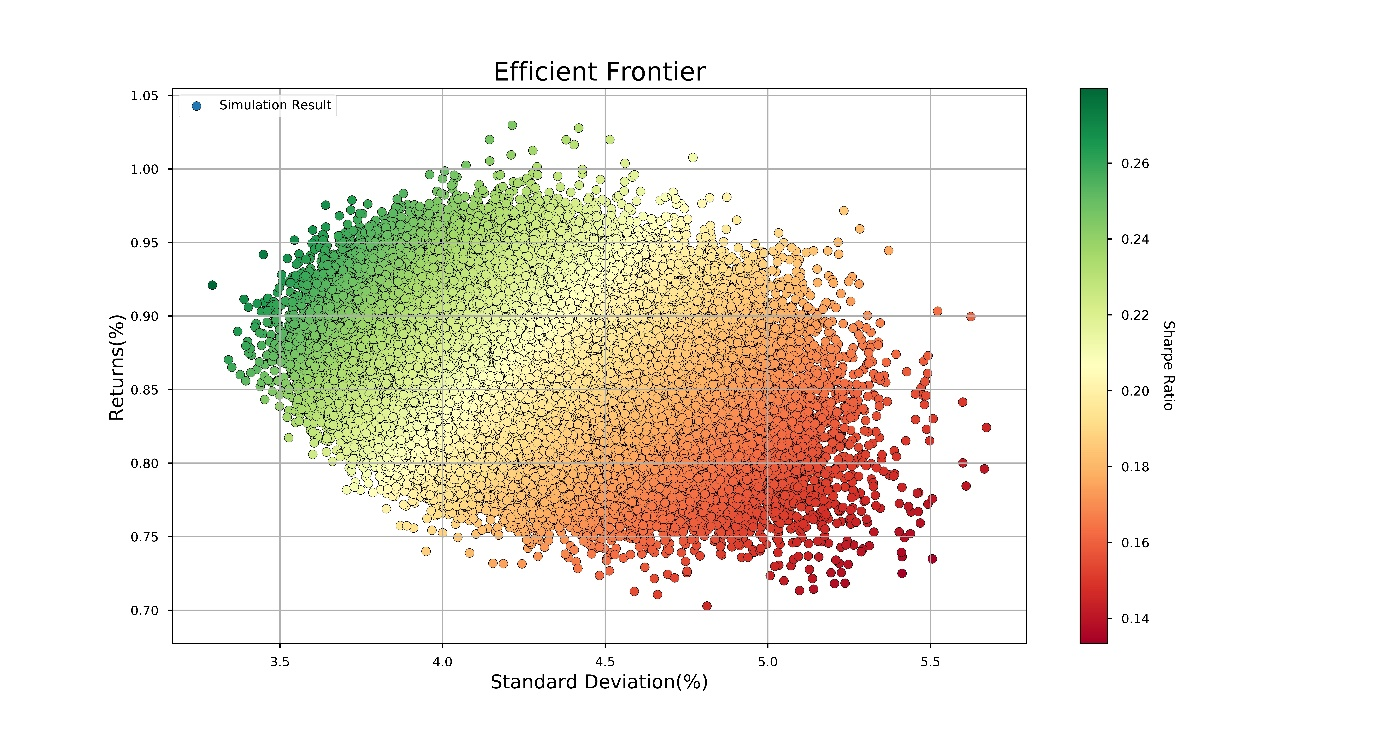 Efficient Frontier
Simulation Result
Returns(%)
1.05
1.00
0.95
0.90
0.85
0.80
0.75
0.70
3.5 4.0 4.5 5.0 5.5
Standard Deviation(%)
0.26
0.24
0.22
0.20
0.18
0.16
0.14
Sharpe Ratio